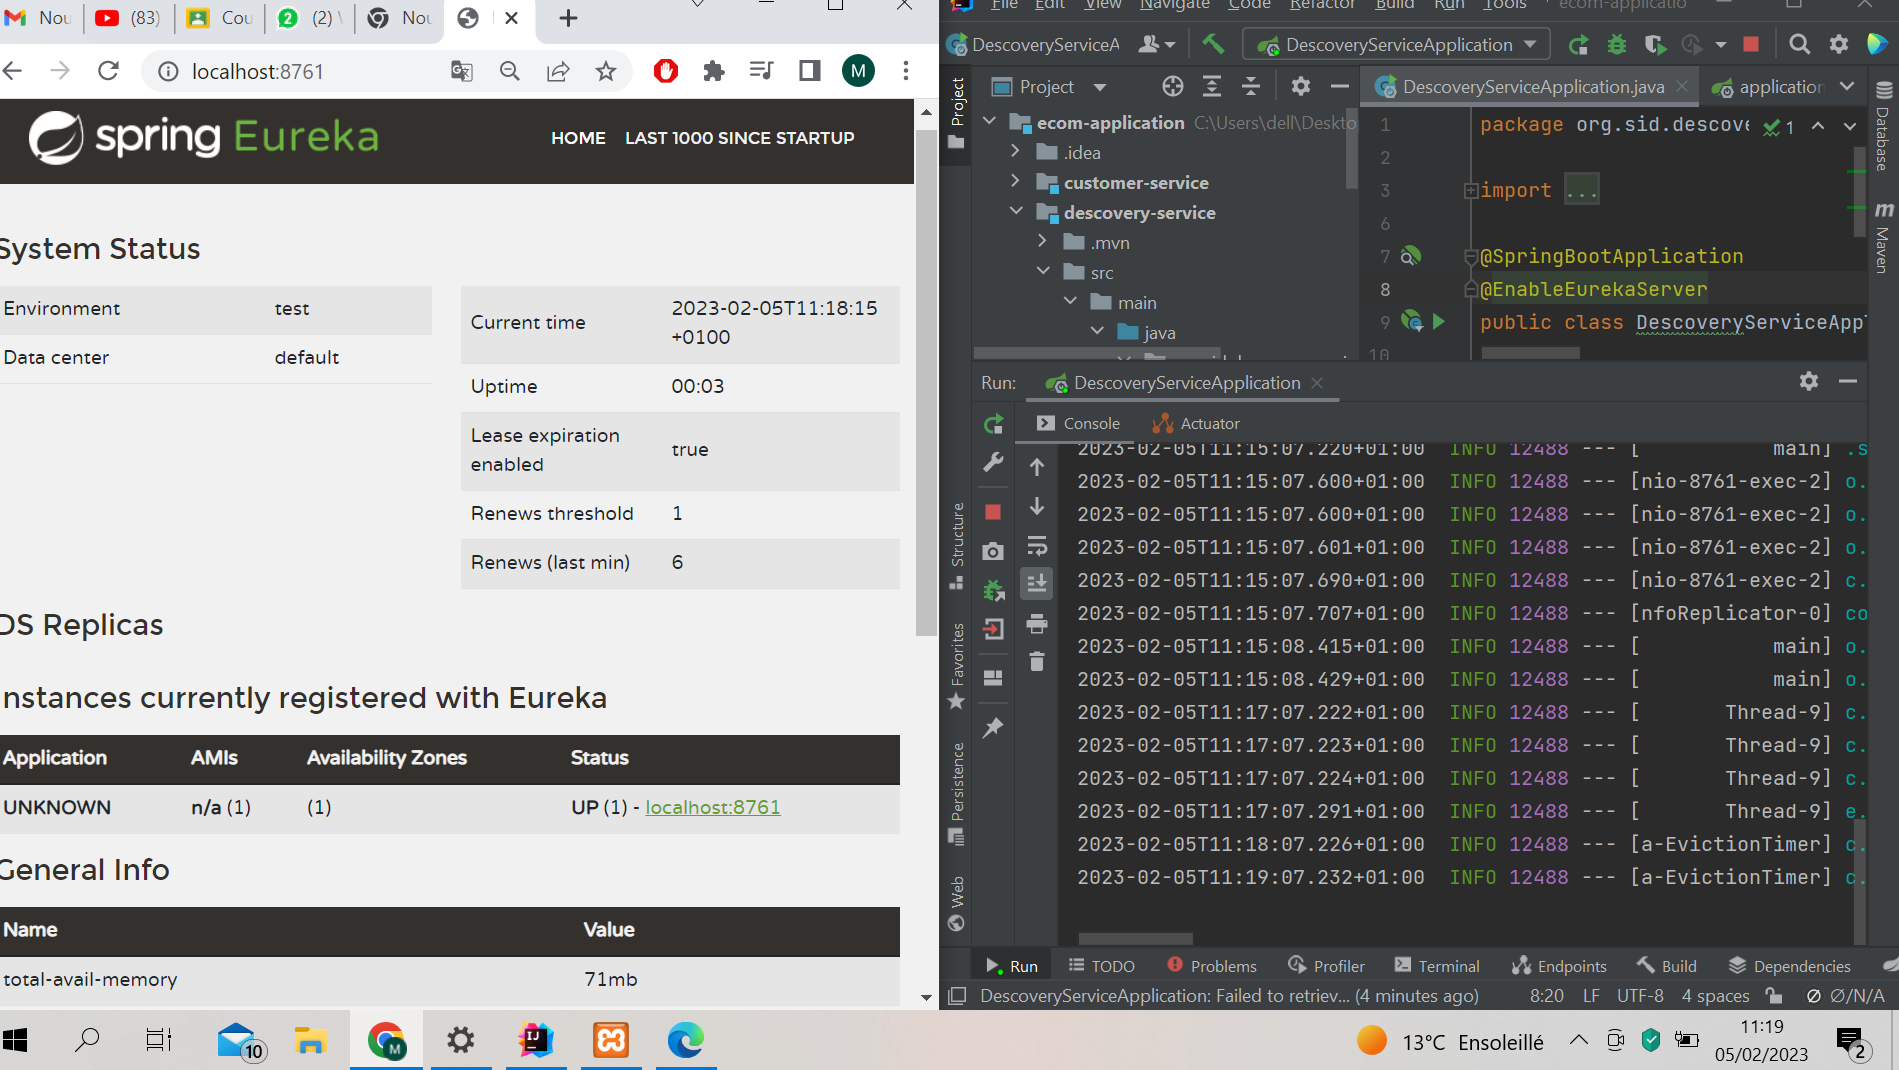 Nou
(83)
Cou
(2)
Nou
localhost:8761
M
spring Eureka
HOME
LAST 1000 SINCE STARTUP
System Status
Environment
test
Data center
default
Current time
2023-02-05T11:18:15
+0100
Uptime
00:03
Lease expiration
enabled
true
Renews threshold
1
Renews (last min)
6
DS Replicas
nstances currently registered with Eureka
Application
AMIs
Availability Zones
Status
UNKNOWN
n/a (1)
(1)
UP (1) - localhost:8761
General Info
Name
Value
total-avail-memory
71mb
File Edit View Navigate Code Refactor Build Run Tools ecom-applicatio
DescoveryServiceA
DescoveryServiceApplication
Project
DescoveryServiceApplication.java
application
ecom-application C:\Users\dell\Deskto
.idea
customer-service
descovery-service
.mvn
src
main
java
1 package org.sid.descove
1
2
3 import ...
6
7 @SpringBootApplication
8 @EnableEurekaServer
9 public class DescoveryServiceAppl
10
Project
Structure
Favorites
Persistence
Web
Database
m
Maven
Run:
DescoveryServiceApplication
Console
Actuator
2023-02-05T11:15:07.220+01:00 INFO 12488 --- [ main] .s
2023-02-05T11:15:07.600+01:00 INFO 12488 --- [nio-8761-exec-2] o.
2023-02-05T11:15:07.600+01:00 INFO 12488 --- [nio-8761-exec-2] o.
2023-02-05T11:15:07.601+01:00 INFO 12488 --- [nio-8761-exec-2] o.
2023-02-05T11:15:07.690+01:00 INFO 12488 --- [nio-8761-exec-2] c.
2023-02-05T11:15:07.707+01:00 INFO 12488 --- [nfoReplicator-0] co
2023-02-05T11:15:08.415+01:00 INFO 12488 --- [ main] o.
2023-02-05T11:15:08.429+01:00 INFO 12488 --- [ main] o.
2023-02-05T11:17:07.222+01:00 INFO 12488 --- [ Thread-9] c.
2023-02-05T11:17:07.223+01:00 INFO 12488 --- [ Thread-9] c.
2023-02-05T11:17:07.224+01:00 INFO 12488 --- [ Thread-9] c.
2023-02-05T11:17:07.291+01:00 INFO 12488 --- [ Thread-9] e.
2023-02-05T11:18:07.226+01:00 INFO 12488 --- [a-EvictionTimer] c.
2023-02-05T11:19:07.232+01:00 INFO 12488 --- [a-EvictionTimer] c.
Run
TODO
Problems
Profiler
Terminal
Endpoints
Build
Dependencies
DescoveryServiceApplication: Failed to retriev... (4 minutes ago)
8:20 LF UTF-8 4 spaces Ø/N/A
10
M
IJ
13°C Ensoleillé
11:19
05/02/2023
2